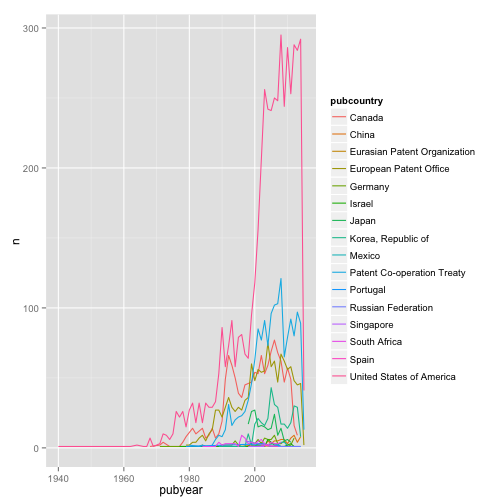 300
200
100
0
n
1940
1960
1980
2000
pubyear
pubcountry
Canada
China
Eurasian Patent Organization
European Patent Office
Germany
Israel
Japan
Korea, Republic of
Mexico
Patent Co-operation Treaty
Portugal
Russian Federation
Singapore
South Africa
Spain
United States of America